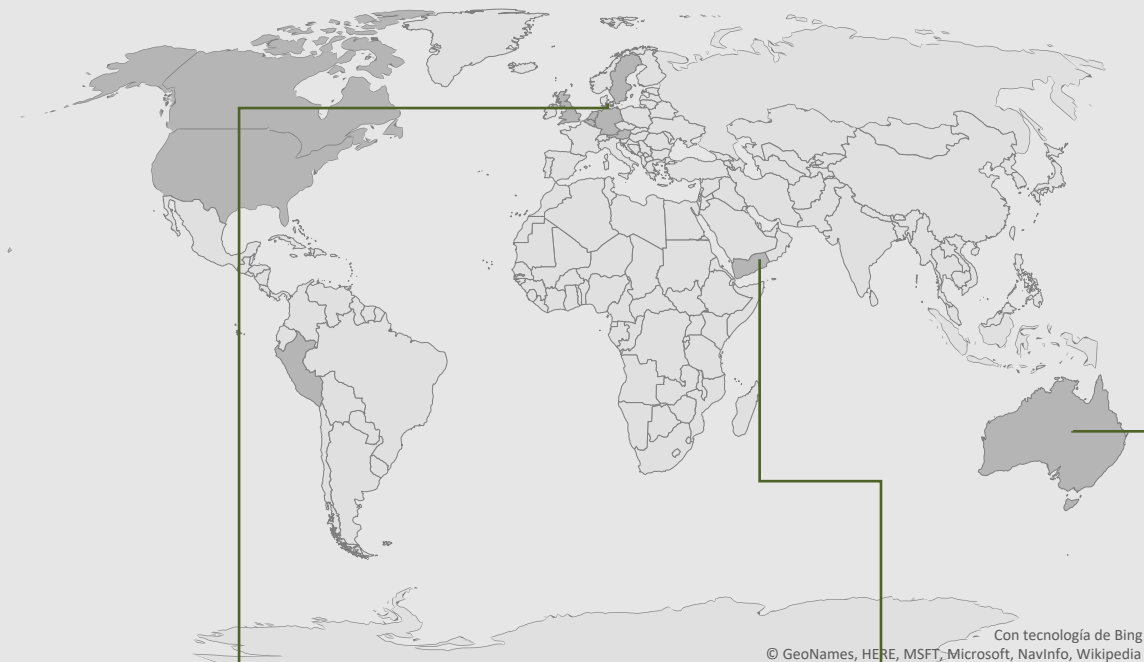 Con tecnología de Bing
© GeoNames, HERE, MSFT, Microsoft, NavInfo, Wikipedia